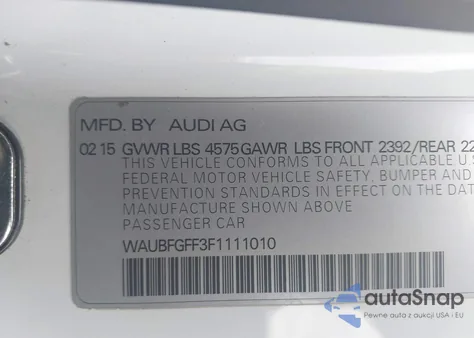 MFD. BY AUDI AG
02 15 GVWR LBS 4575 GAWR LBS FRONT 2392/REAR 22
THIS VEHICLE CONFORMS TO ALL APPLICABLE U.S
FEDERAL MOTOR VEHICLE SAFETY, BUMPER AND
PREVENTION STANDARDS IN EFFECT ON THE DA
MANUFACTURE SHOWN ABOVE
PASSENGER CAR
WAUBFGFF3F1111010
autaSnap
Pewne auta z aukcji USA i EU